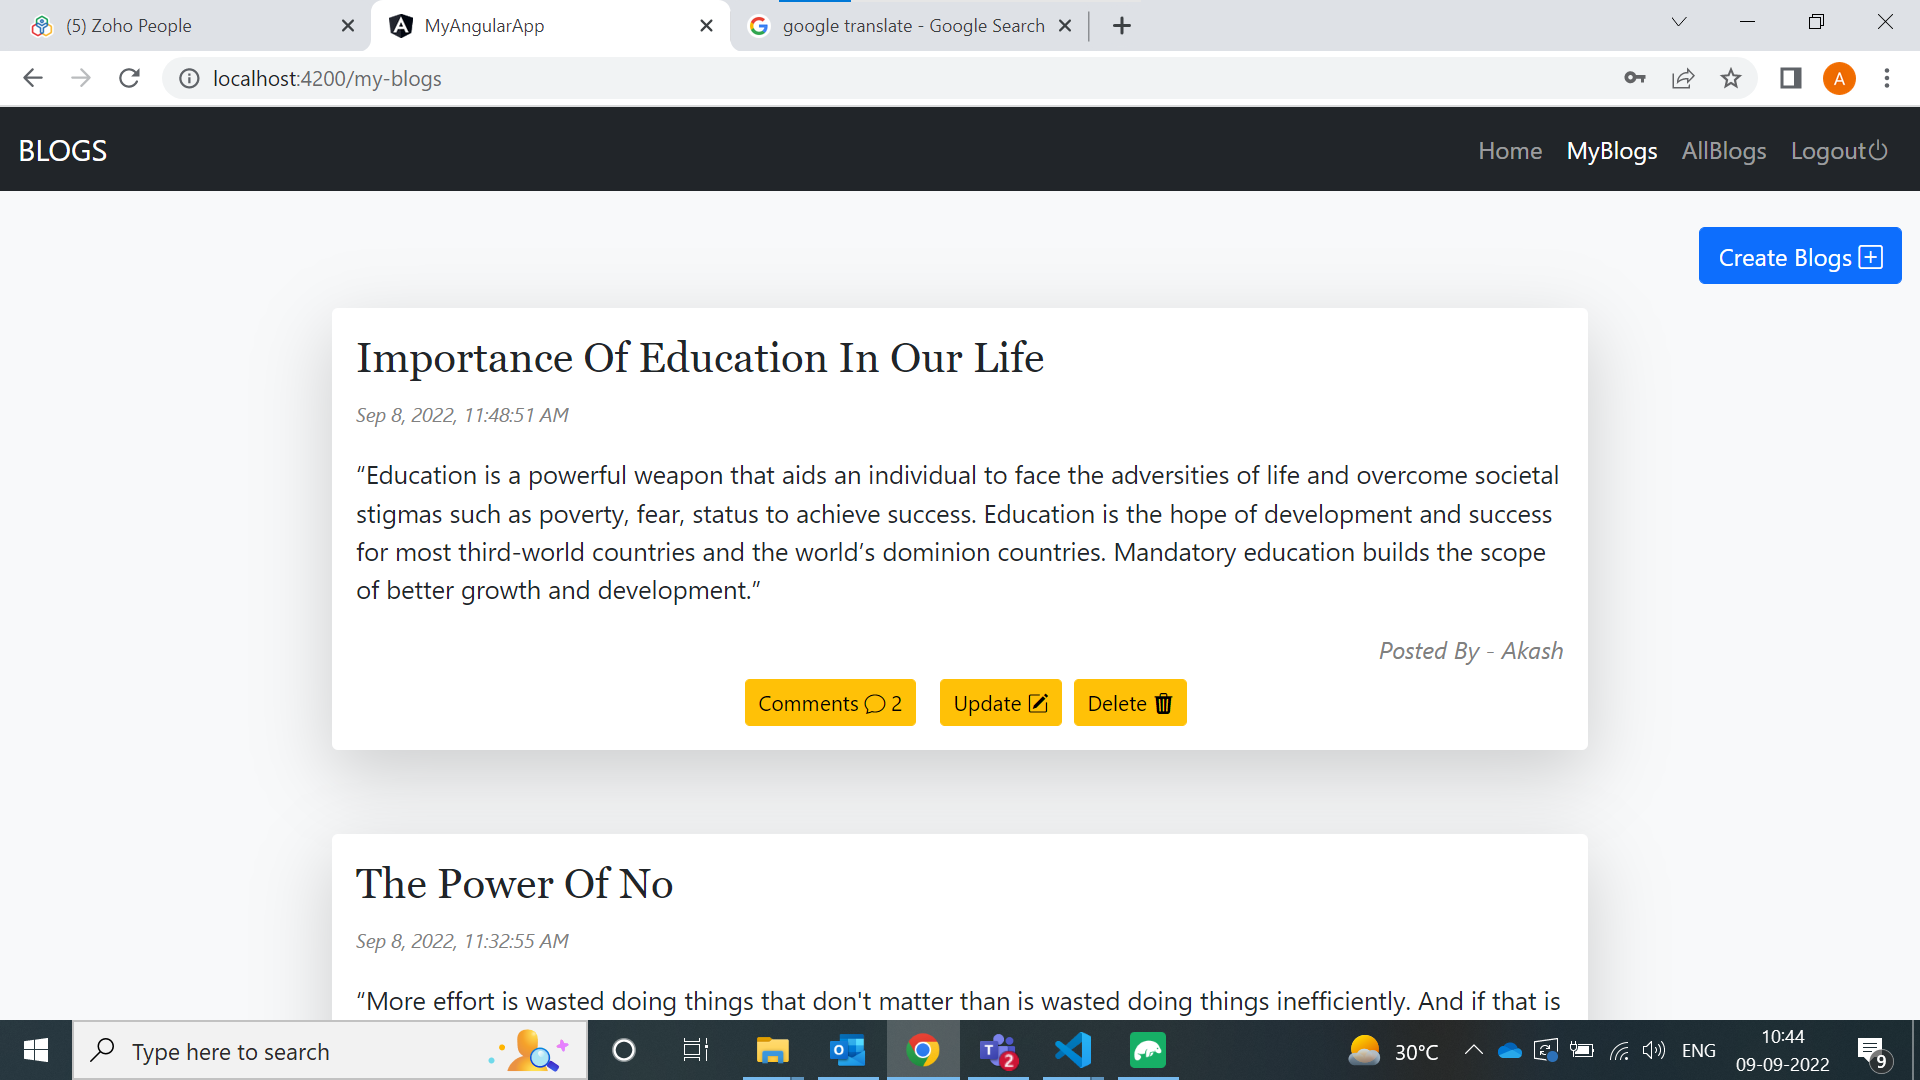 (5) Zoho People
MyAngularApp
google translate - Google Search
localhost:4200/my-blogs
A
BLOGS
Home MyBlogs AllBlogs Logout
Create Blogs
Importance Of Education In Our Life
Sep 8, 2022, 11:48:51 AM
“Education is a powerful weapon that aids an individual to face the adversities of life and overcome societal
stigmas such as poverty, fear, status to achieve success. Education is the hope of development and success
for most third-world countries and the world’s dominion countries. Mandatory education builds the scope
of better growth and development.”
Posted By - Akash
Comments 2 Update Delete
The Power Of No
Sep 8, 2022, 11:32:55 AM
“More effort is wasted doing things that don't matter than is wasted doing things inefficiently. And if that is
Type here to search
2
30°C
ENG
10:44
09-09-2022
9